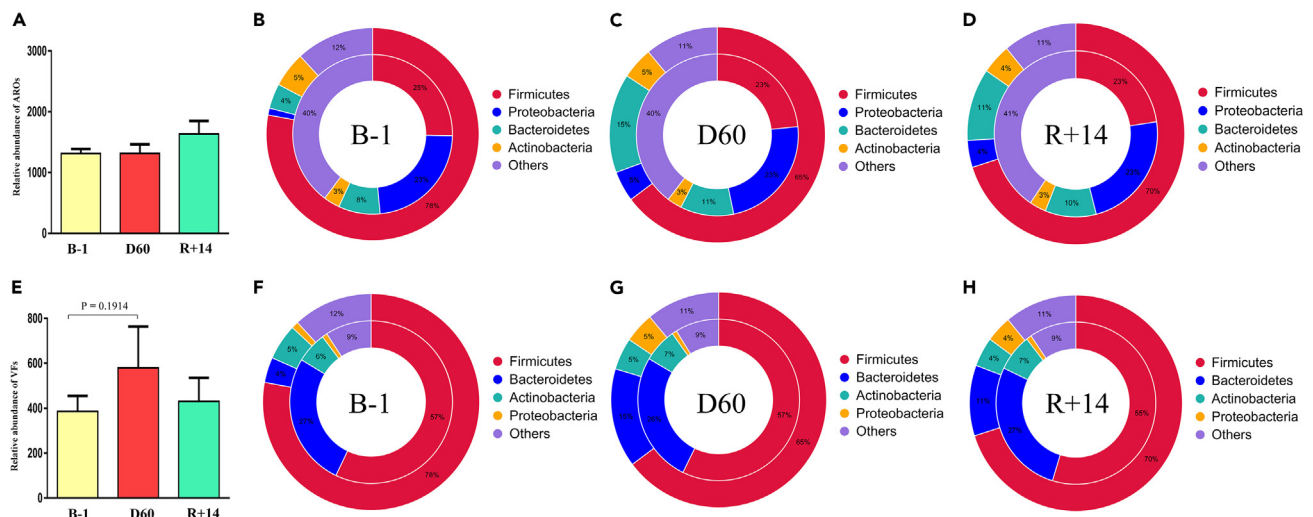 A
Relative abundance of AROs
3000
2000
1000
0
B-1
D60
R+14
B
12%
5%
4%
40%
25%
3%
8%
78%
B-1
Firmicutes
Proteobacteria
Bacteroidetes
Actinobacteria
Others
C
11%
5%
15%
40%
23%
3%
11%
65%
D60
Firmicutes
Proteobacteria
Bacteroidetes
Actinobacteria
Others
D
11%
4%
11%
41%
23%
23%
3%
10%
70%
R+14
Firmicutes
Proteobacteria
Bacteroidetes
Actinobacteria
Others
E
Relative abundance of VFs
800
600
400
200
0
P = 0.1914
B-1
D60
R+14
F
12%
5%
4%
9%
6%
27%
57%
78%
B-1
Firmicutes
Bacteroidetes
Actinobacteria
Proteobacteria
Others
G
11%
5%
5%
15%
9%
7%
26%
57%
65%
D60
Firmicutes
Bacteroidetes
Actinobacteria
Proteobacteria
Others
H
11%
4%
4%
11%
9%
7%
27%
55%
70%
R+14
Firmicutes
Bacteroidetes
Actinobacteria
Proteobacteria
Others